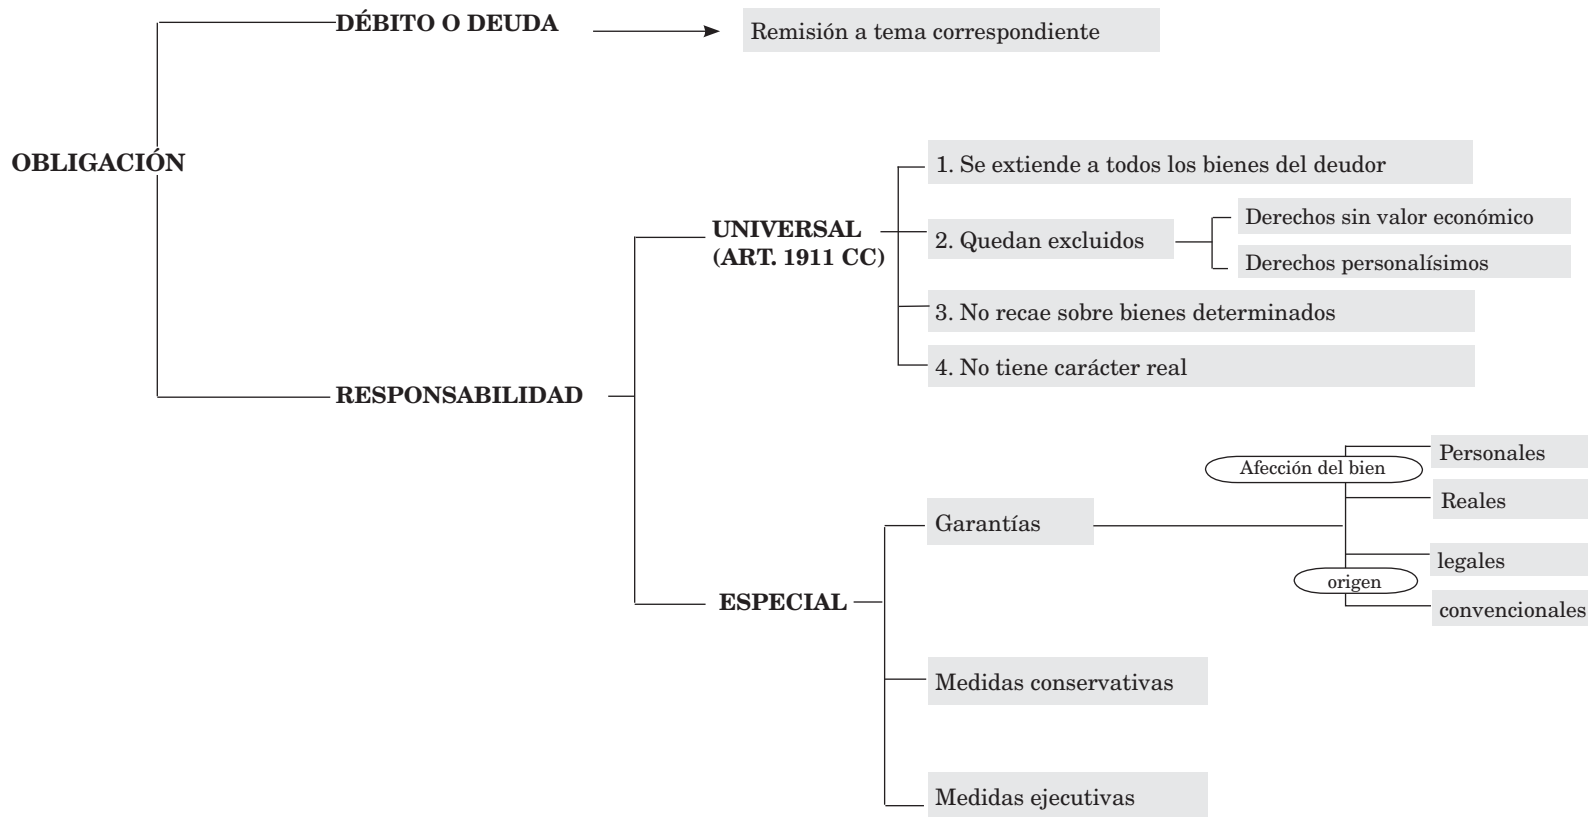 DÉBITO O DEUDA
Remisión a tema correspondiente
OBLIGACIÓN
RESPONSABILIDAD
UNIVERSAL
(ART. 1911 CC)
1. Se extiende a todos los bienes del deudor
2. Quedan excluidos
Derechos sin valor económico
Derechos personalísimos
3. No recae sobre bienes determinados
4. No tiene carácter real
ESPECIAL
Garantías
Afección del bien
Personales
Reales
origen
legales
convencionales
Medidas conservativas
Medidas ejecutivas